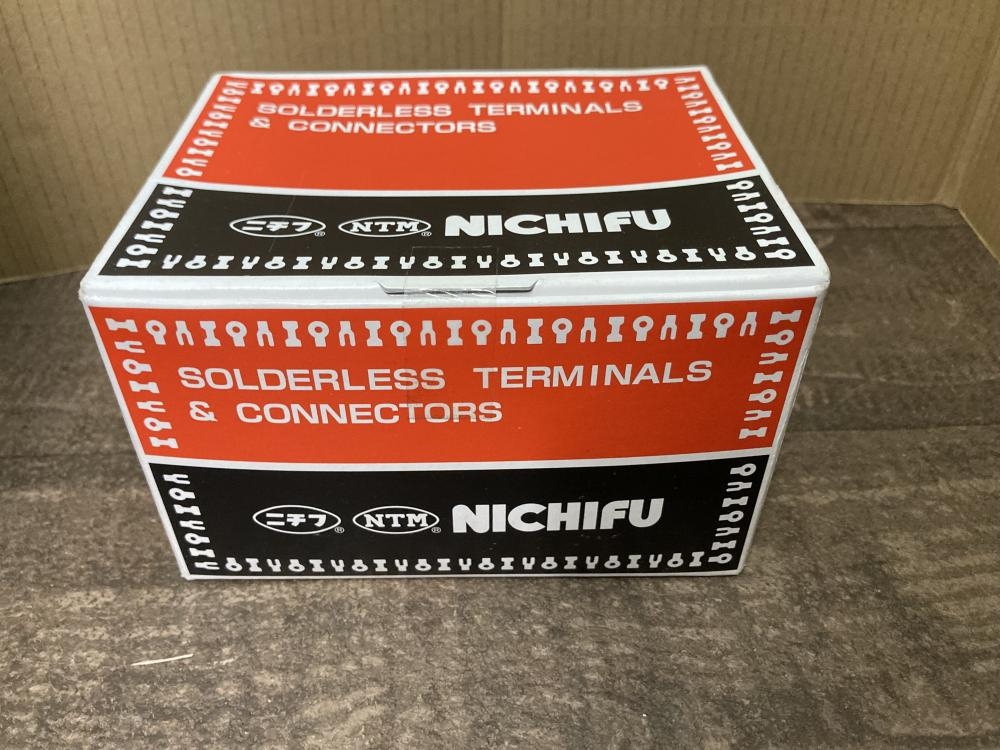 SOLDERLESS TERMINALS
& CONNECTORS
ニチフ® NTM® NICHIFU
SOLDERLESS TERMINALS
& CONNECTORS
ニチフ® NTM® NICHIFU